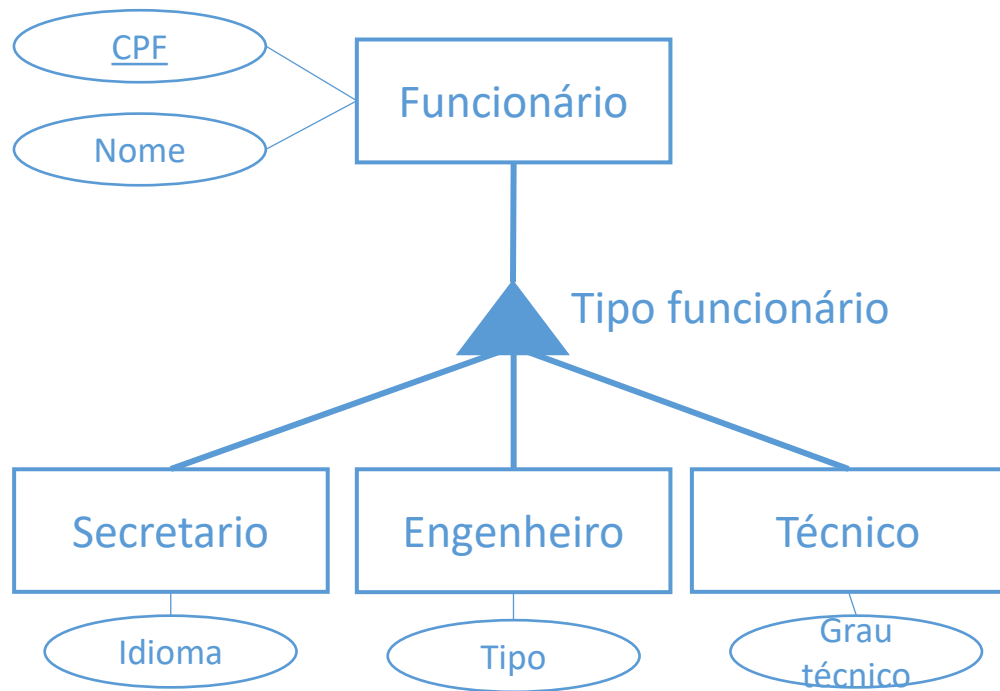 CPF
Funcionário
Nome
Tipo funcionário
Secretario
Engenheiro
Técnico
Idioma
Tipo
Grau
técnico